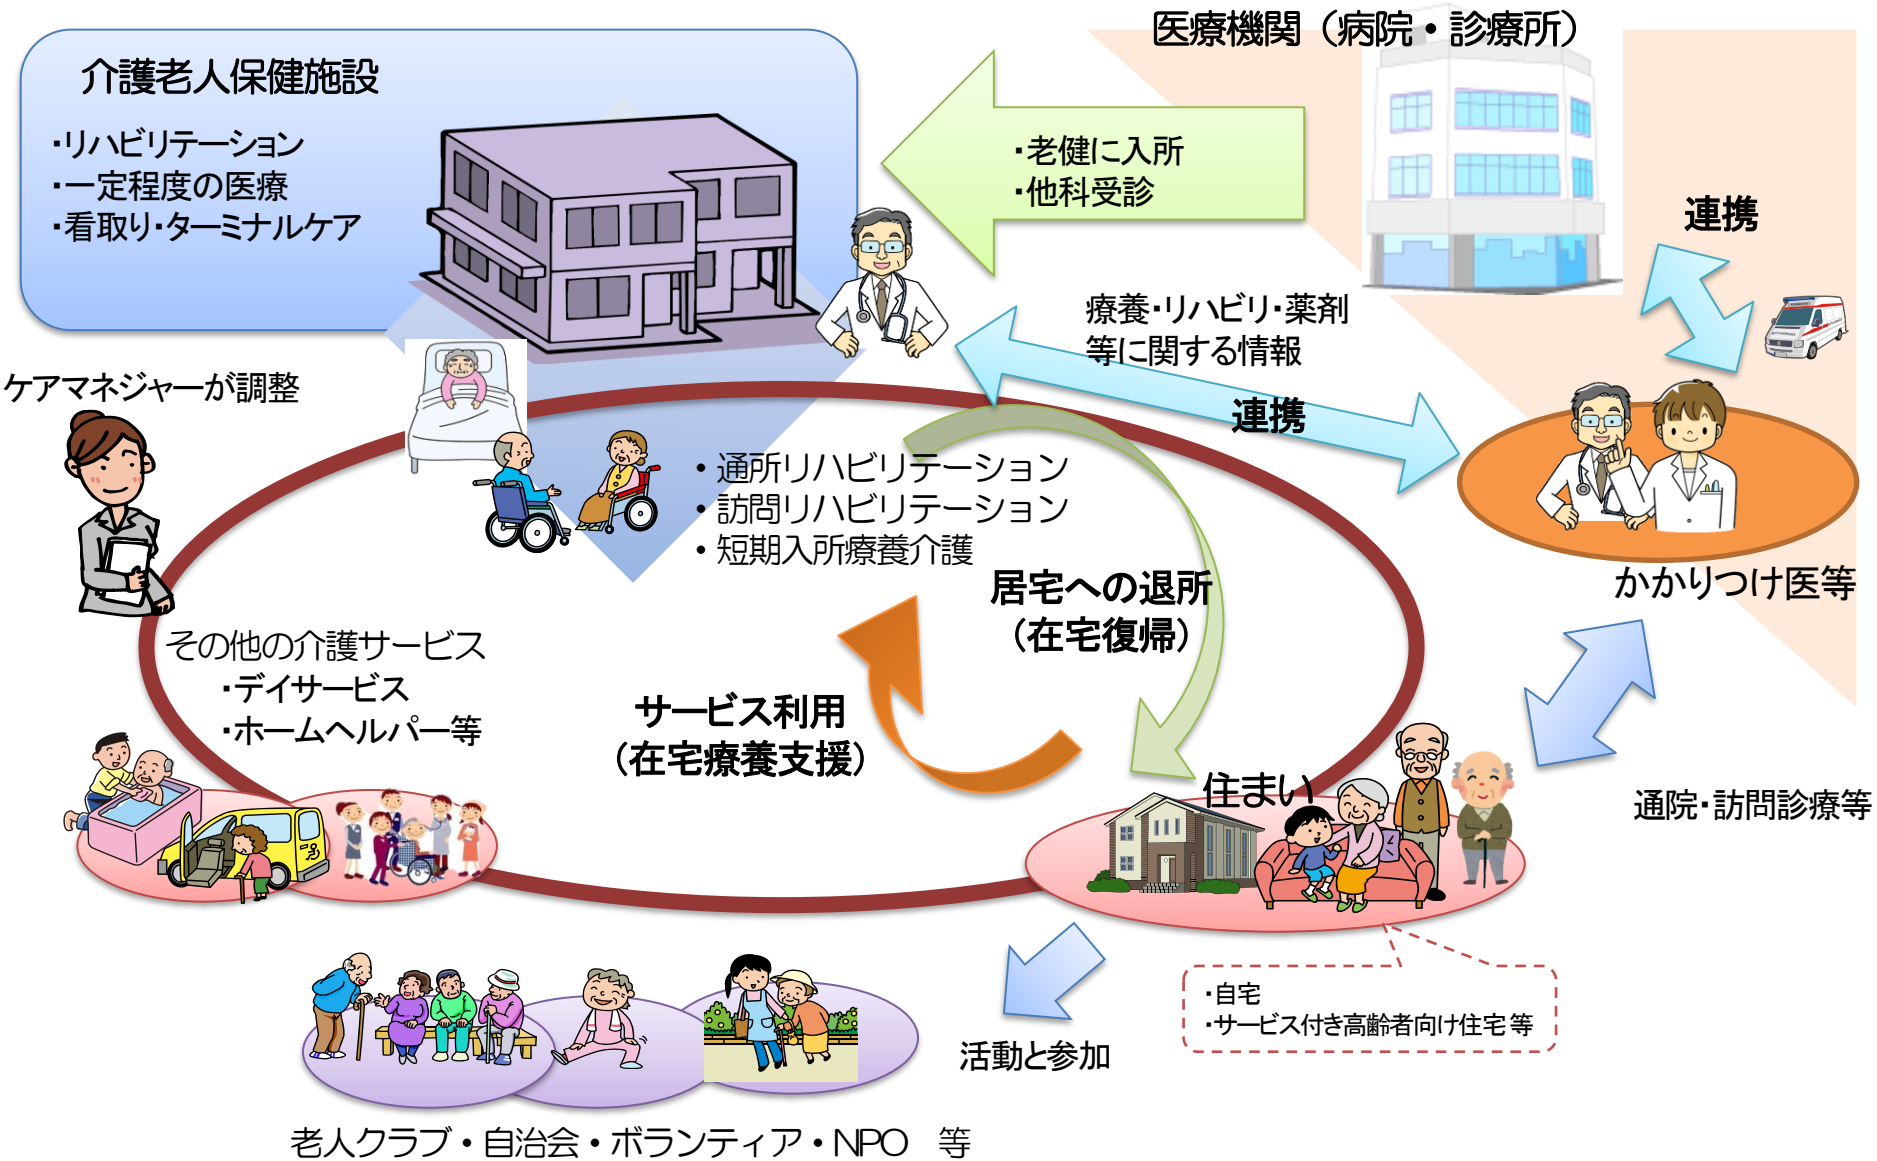 医療機関（病院・診療所）
介護老人保健施設
・リハビリテーション
・一定程度の医療
・看取り・ターミナルケア
・老健に入所
・他科受診
連携
療養・リハビリ・薬剤
等に関する情報
連携
ケアマネジャーが調整
・通所リハビリテーション
・訪問リハビリテーション
・短期入所療養介護
かかりつけ医等
居宅への退所
（在宅復帰）
その他の介護サービス
・デイサービス
・ホームヘルパー等
サービス利用
（在宅療養支援）
住まい
通院・訪問診療等
・自宅
・サービス付き高齢者向け住宅等
活動と参加
老人クラブ・自治会・ボランティア・NPO　等